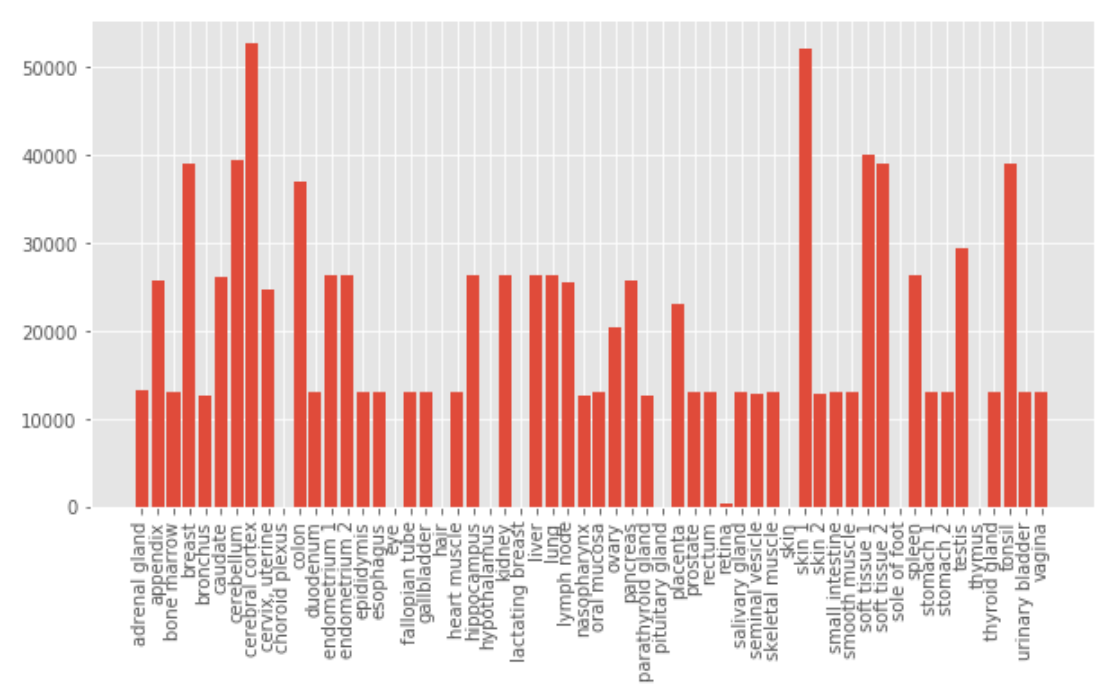 50000
40000
30000
20000
10000
0
adrenal gland
appendix
bone marrow
breast
bronchus
caudate
cerebellum
cerebral cortex
cervix, uterine
choroid plexus
colon
duodenum
endometrium 1
endometrium 2
epididymis
esophagus
eye
fallopian tube
gallbladder
hair
heart muscle
hippocampus
hypothalamus
kidney
lactating breast
liver
lung
lymph node
nasopharynx
oral mucosa
ovary
pancreas
parathyroid gland
pituitary gland
placenta
prostate
rectum
retina
salivary gland
seminal vesicle
skeletal muscle
skin
skin 1
skin 2
small intestine
smooth muscle
soft tissue 1
soft tissue 2
sole of foot
spleen
stomach 1
stomach 2
testis
thymus
thyroid gland
tonsil
urinary bladder
vagina